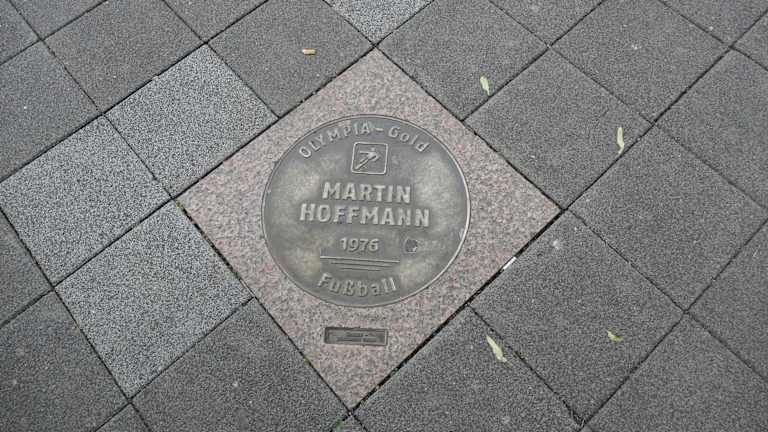 OLYMPIA - Gold
MARTIN
HOFFMANN
1976
Fußball